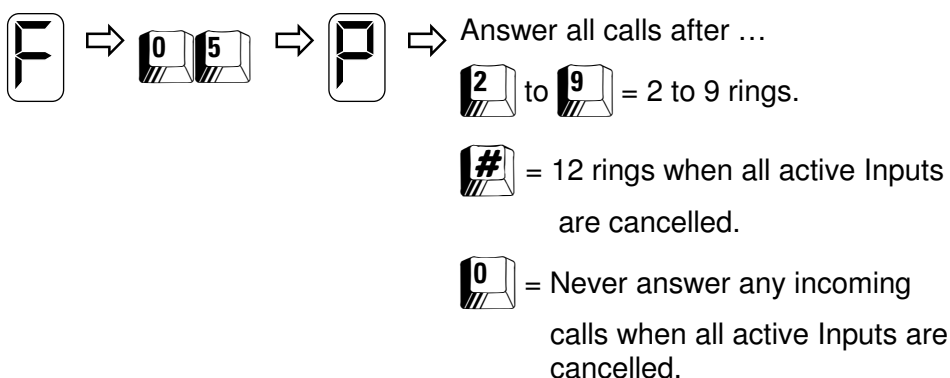 F ⇨ 0 5 ⇨ P ⇨ Answer all calls after …
2 to 9 = 2 to 9 rings.
# = 12 rings when all active Inputs
are cancelled.
0 = Never answer any incoming
calls when all active Inputs are
cancelled.